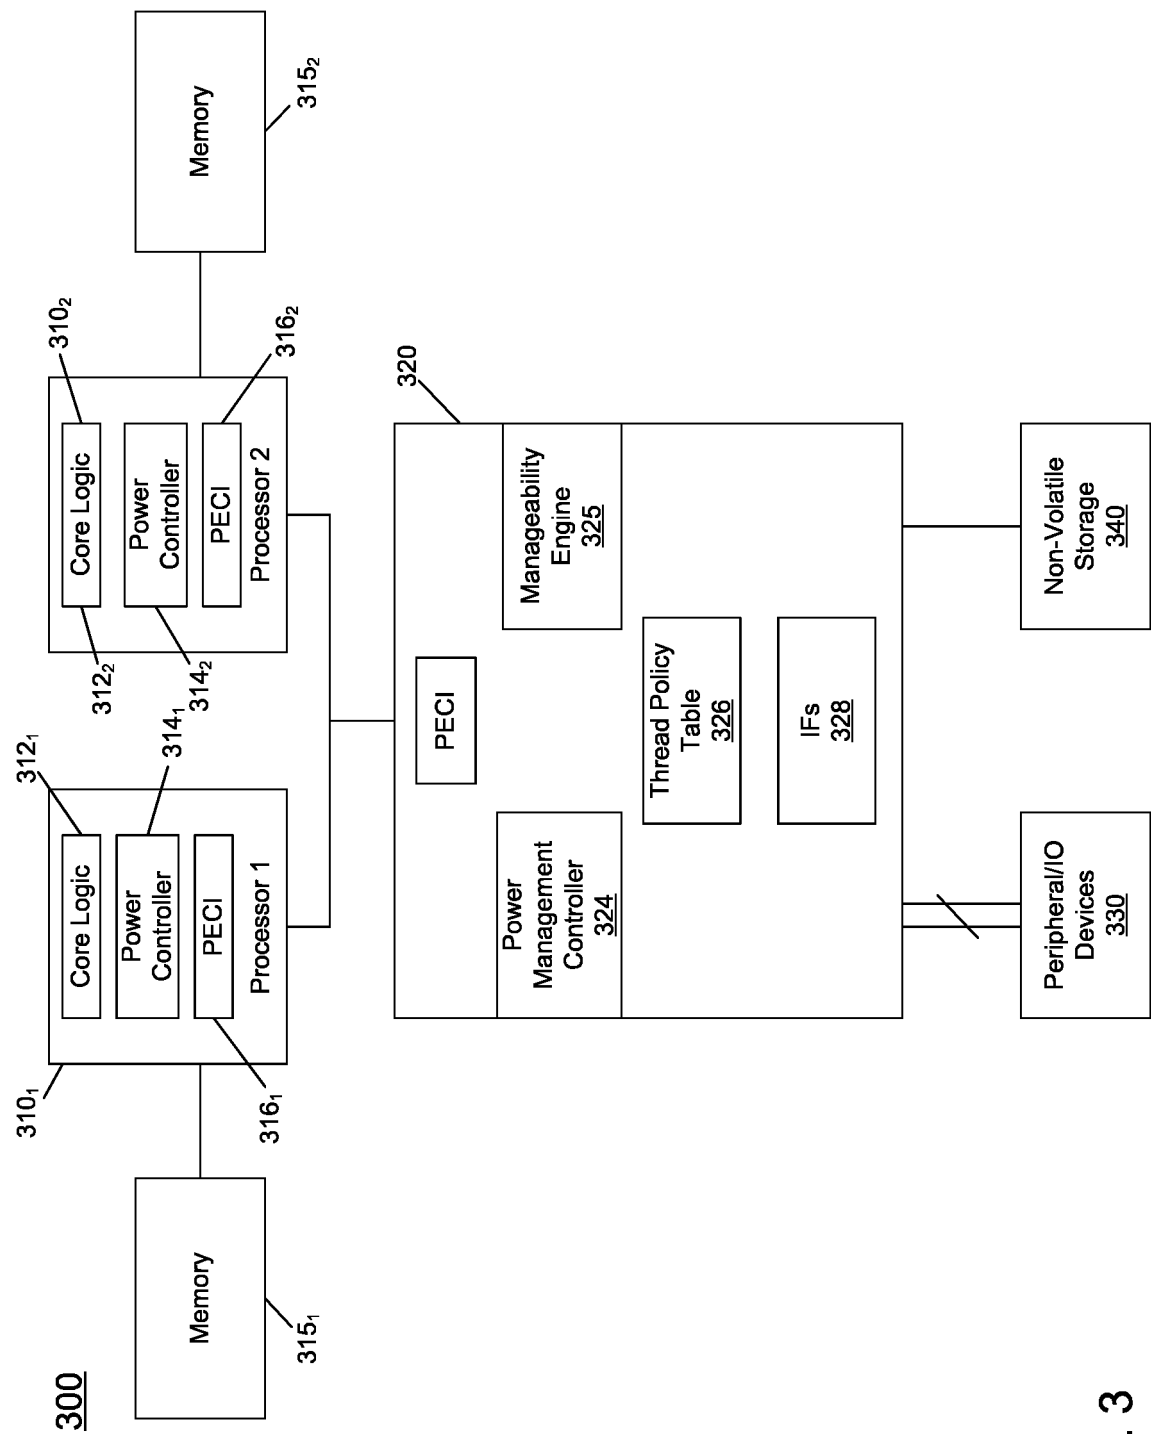 300
Memory
315₁
310₁
312₁
314₁
316₁
Core Logic
Power
Controller
PECI
Processor 1
310₂
312₂
314₂
316₂
Core Logic
Power
Controller
PECI
Processor 2
Memory
315₂
320
PECI
Power
Management
Controller
324
Manageability
Engine
325
Thread Policy
Table
326
IFs
328
Peripheral/IO
Devices
330
Non-Volatile
Storage
340
. 3